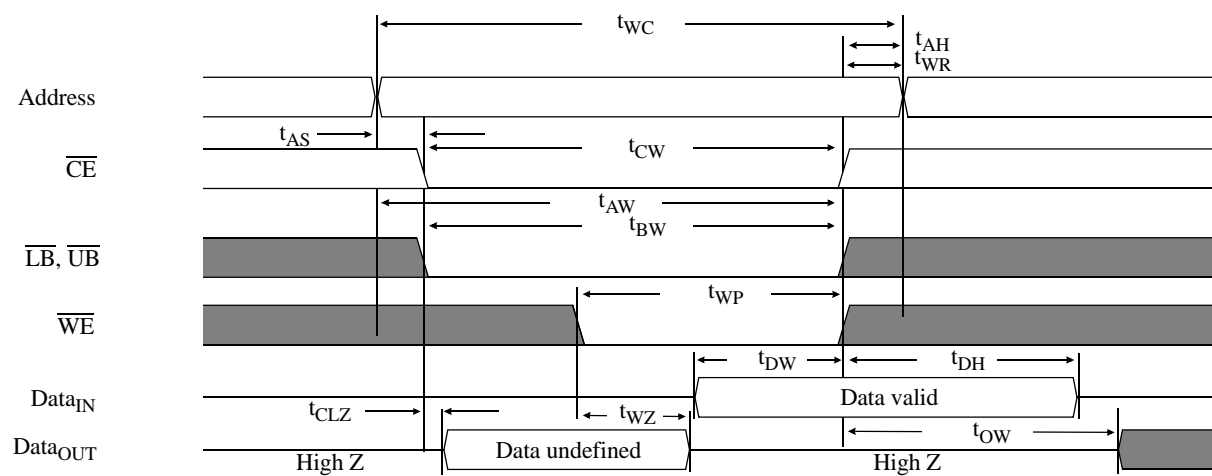 tWC
tAH
tWR
Address
tAS
tCW
CE
tAW
tBW
LB, UB
tWP
WE
tDW
tDH
DataIN
Data valid
tCLZ
tWZ
DataOUT
Data undefined
tOW
High Z
High Z